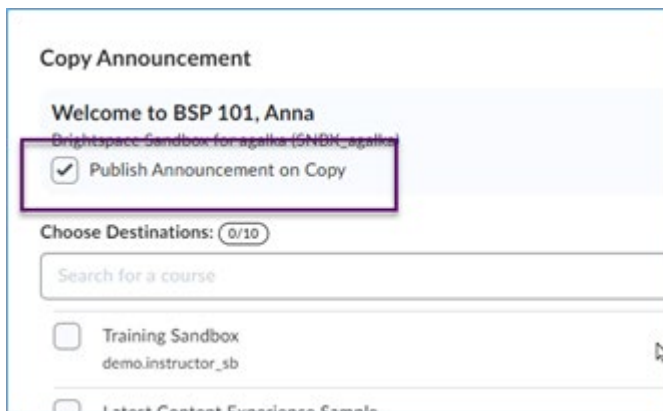 Copy Announcement
Welcome to BSP 101, Anna
Brightspace Sandbox for agalka (SNBX_agalka)
Publish Announcement on Copy
Choose Destinations: 0/10
Search for a course
Training Sandbox
demo.instructor_sb
Latest Content Experience Sample